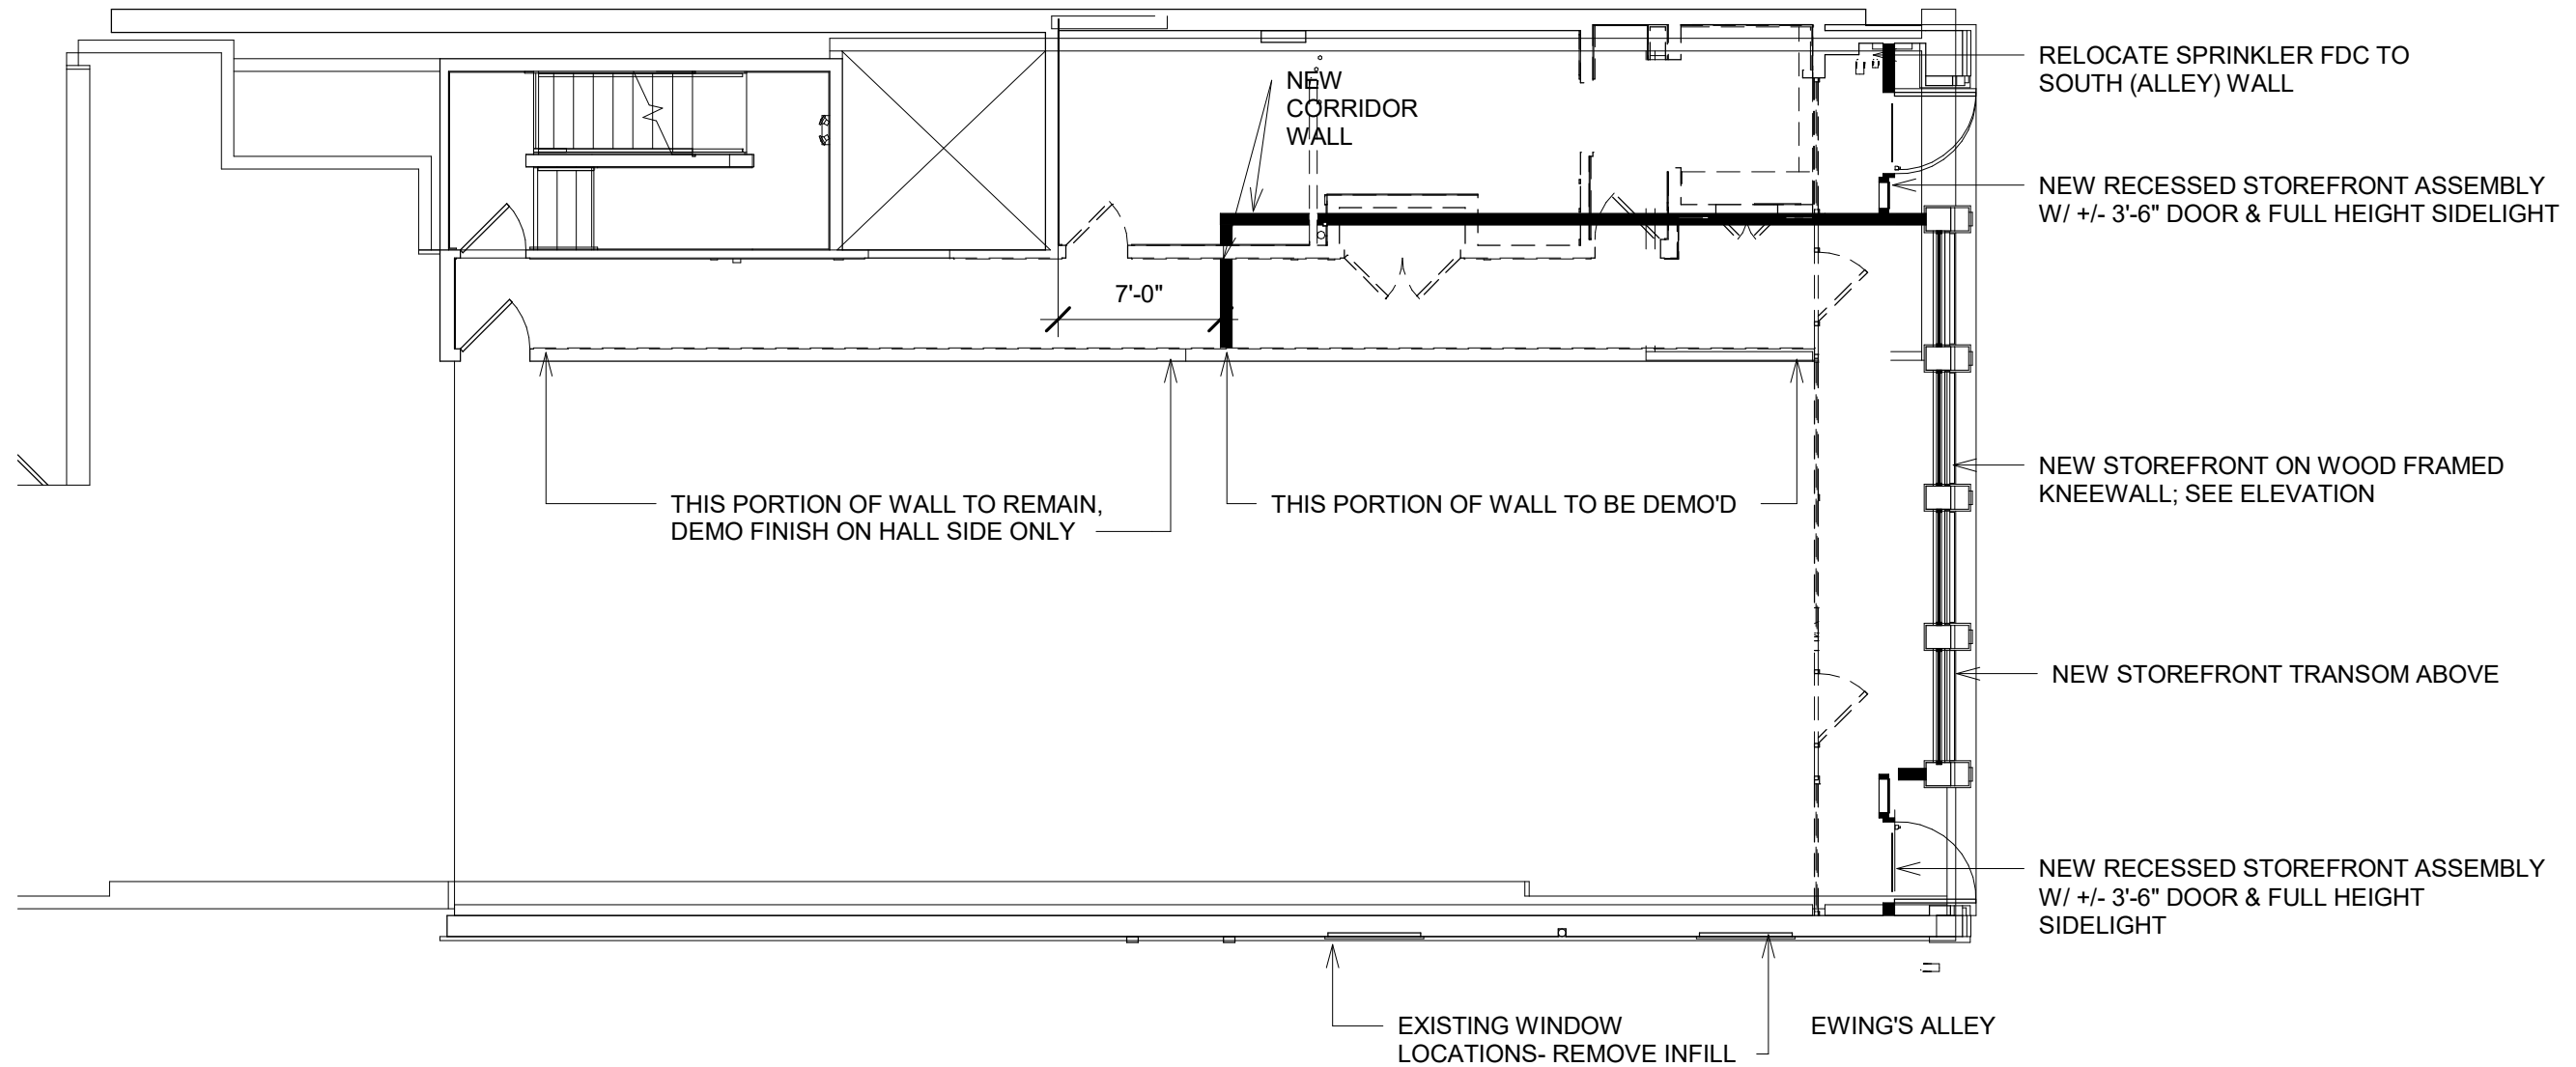 RELOCATE SPRINKLER FDC TO
SOUTH (ALLEY) WALL
NEW
CORRIDOR
WALL
NEW RECESSED STOREFRONT ASSEMBLY
W/ +/- 3'-6" DOOR & FULL HEIGHT SIDELIGHT
7'-0"
NEW STOREFRONT ON WOOD FRAMED
KNEEWALL; SEE ELEVATION
THIS PORTION OF WALL TO REMAIN,
DEMO FINISH ON HALL SIDE ONLY
THIS PORTION OF WALL TO BE DEMO'D
NEW STOREFRONT TRANSOM ABOVE
NEW RECESSED STOREFRONT ASSEMBLY
W/ +/- 3'-6" DOOR & FULL HEIGHT
SIDELIGHT
EXISTING WINDOW
LOCATIONS- REMOVE INFILL
EWING'S ALLEY